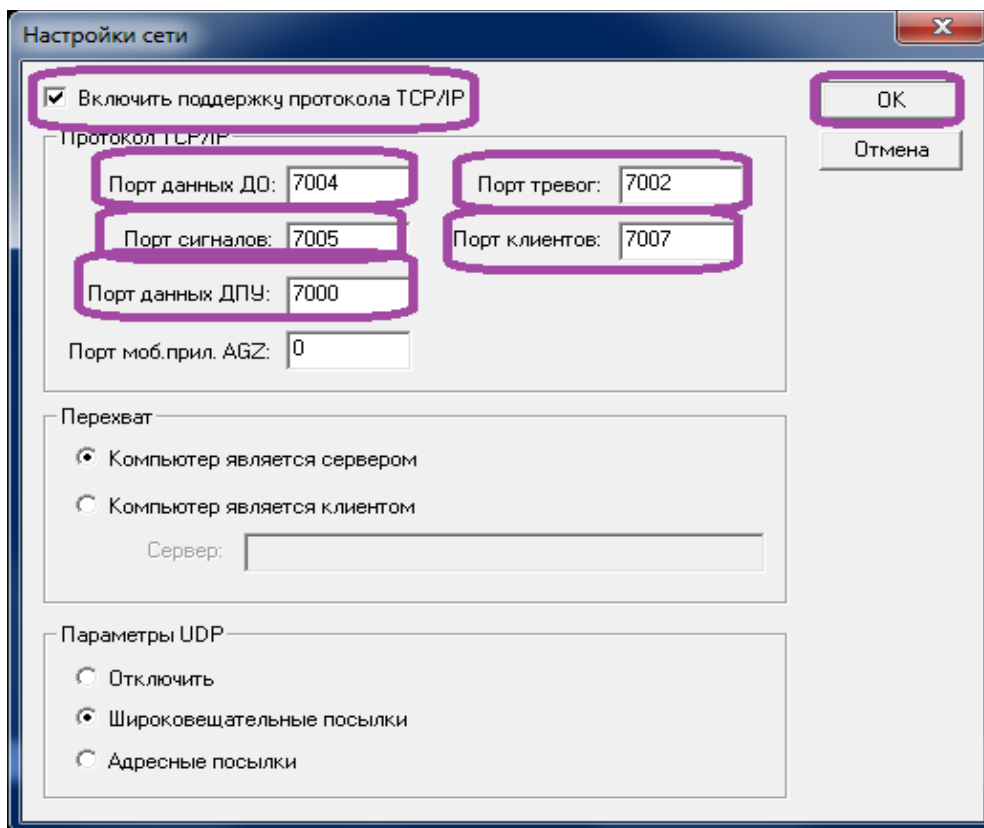 Настройки сети
Включить поддержку протокола TCP/IP
OK
Протокол TCP/IP
Отмена
Порт данных ДО: 7004
Порт тревог: 7002
Порт сигналов: 7005
Порт клиентов: 7007
Порт данных ДПУ: 7000
Порт моб.прил. AGZ: 0
Перехват
Компьютер является сервером
Компьютер является клиентом
Сервер:
Параметры UDP
Отключить
Широковещательные посылки
Адресные посылки